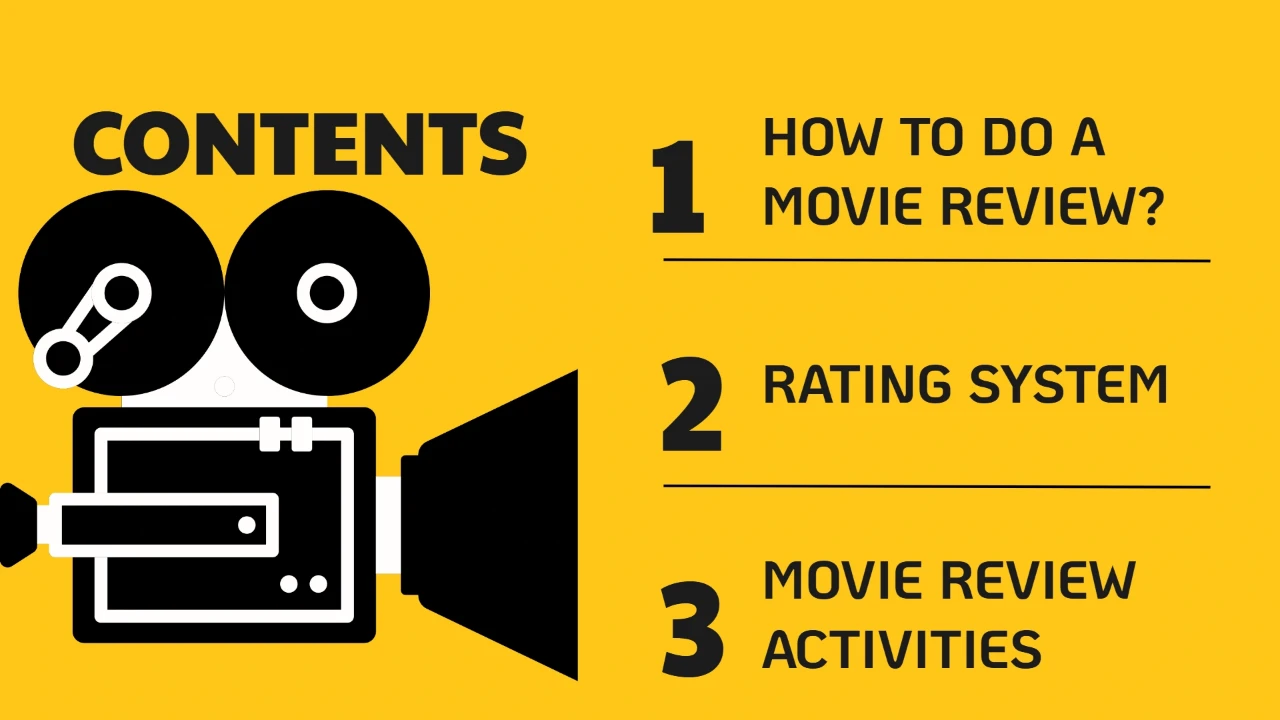 CONTENTS
1
HOW TO DO A
MOVIE REVIEW?
2
RATING SYSTEM
3
MOVIE REVIEW
ACTIVITIES